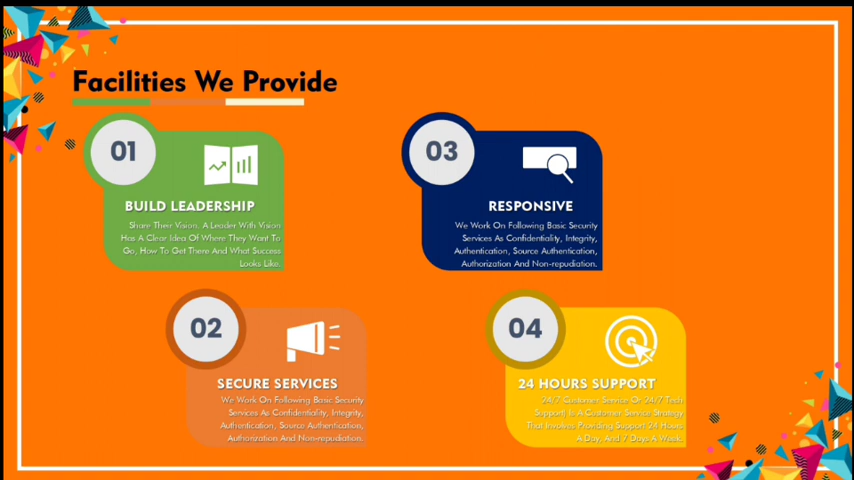 Facilities We Provide
01
BUILD LEADERSHIP
Share Their Vision. A Leader With Vision
Has A Clear Idea Of Where They Want To
Go, How To Get There And What Success
Looks Like.
02
SECURE SERVICES
We Work On Following Basic Security
Services As Confidentiality, Integrity,
Authentication, Source Authentication,
Authorization And Non-repudiation.
03
RESPONSIVE
We Work On Following Basic Security
Services As Confidentiality, Integrity,
Authentication, Source Authentication,
Authorization And Non-repudiation.
04
24 HOURS SUPPORT
24/7 Customer Service Or 24/7 Tech
Support) Is A Customer Service Strategy
That Involves Providing Support 24 Hours
A Day, And 7 Days A Week.